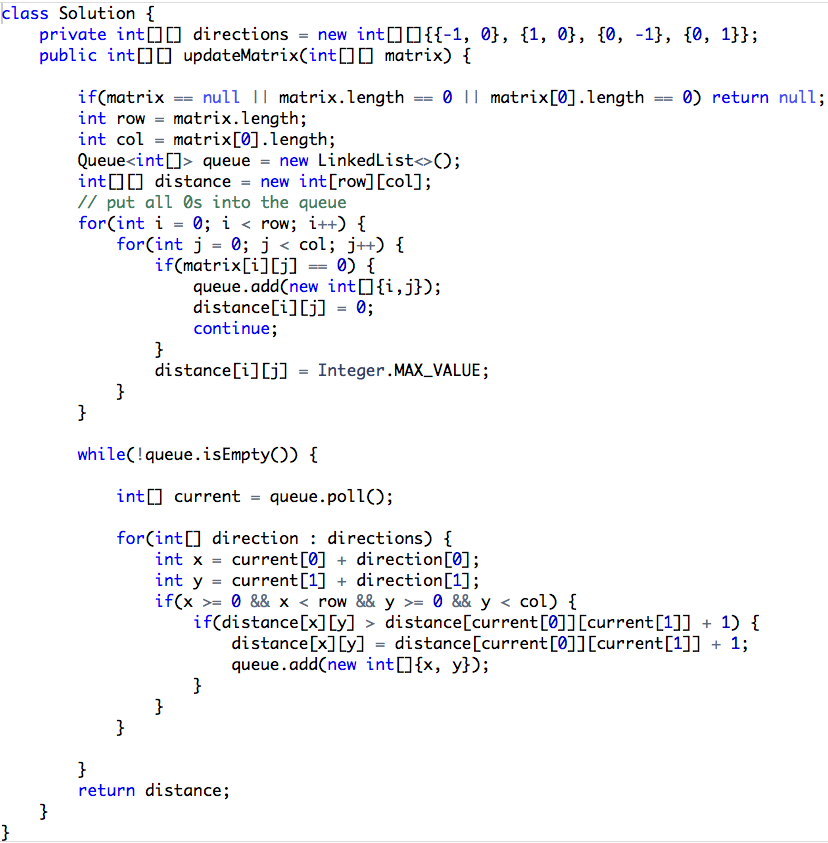 class Solution {
    private int[][] directions = new int[][]{{-1, 0}, {1, 0}, {0, -1}, {0, 1}};
    public int[][] updateMatrix(int[][] matrix) {
        if(matrix == null || matrix.length == 0 || matrix[0].length == 0) return null;
        int row = matrix.length;
        int col = matrix[0].length;
        Queue<int[]> queue = new LinkedList<>();
        int[][] distance = new int[row][col];
        // put all 0s into the queue
        for(int i = 0; i < row; i++) {
            for(int j = 0; j < col; j++) {
                if(matrix[i][j] == 0) {
                    queue.add(new int[]{i,j});
                    distance[i][j] = 0;
                    continue;
                }
                distance[i][j] = Integer.MAX_VALUE;
            }
        }
        while(!queue.isEmpty()) {
            int[] current = queue.poll();
            for(int[] direction : directions) {
                int x = current[0] + direction[0];
                int y = current[1] + direction[1];
                if(x >= 0 && x < row && y >= 0 && y < col) {
                    if(distance[x][y] > distance[current[0]][current[1]] + 1) {
                        distance[x][y] = distance[current[0]][current[1]] + 1;
                        queue.add(new int[]{x, y});
                    }
                }
            }
        }
        return distance;
    }
}